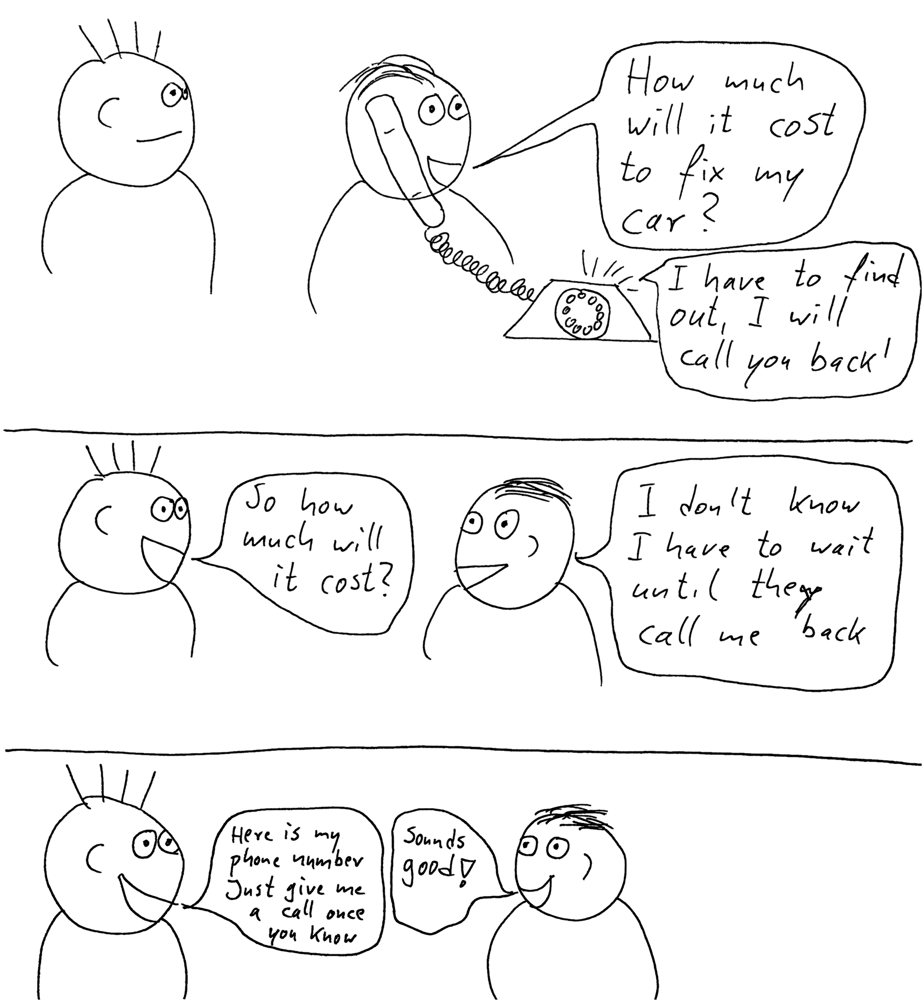 How much
will it cost
to fix my
car?
I have to find
out, I will
call you back!
So how
much will
it cost?
I don't know
I have to wait
until they
call me back
Here is my
phone number
Just give me
a call once
you know
Sounds
good!